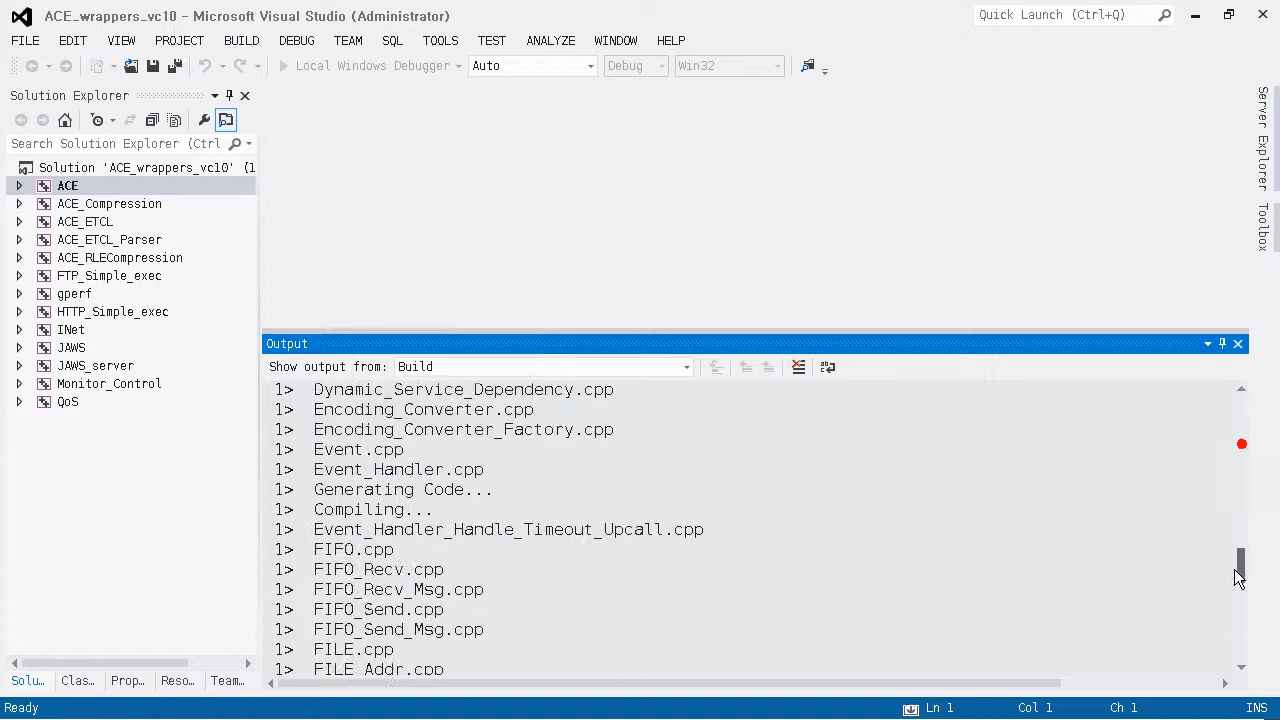 ACE_wrappers_vc10 - Microsoft Visual Studio (Administrator)
Quick Launch (Ctrl+Q)
FILE EDIT VIEW PROJECT BUILD DEBUG TEAM SQL TOOLS TEST ANALYZE WINDOW HELP
Local Windows Debugger Auto Debug Win32
Solution Explorer
Search Solution Explorer (Ctrl
Solution 'ACE_wrappers_vc10' (1
ACE
ACE_Compression
ACE_ETCL
ACE_ETCL_Parser
ACE_RLECompression
FTP_Simple_exec
gperf
HTTP_Simple_exec
INet
JAWS
JAWS_server
Monitor_Control
QoS
Solu... Clas... Prop... Reso... Team...
Output
Show output from: Build
1> Dynamic_Service_Dependency.cpp
1> Encoding_Converter.cpp
1> Encoding_Converter_Factory.cpp
1> Event.cpp
1> Event_Handler.cpp
1> Generating Code...
1> Compiling...
1> Event_Handler_Handle_Timeout_Upcall.cpp
1> FIFO.cpp
1> FIFO_Recv.cpp
1> FIFO_Recv_Msg.cpp
1> FIFO_Send.cpp
1> FIFO_Send_Msg.cpp
1> FILE.cpp
1> FILE_Addr.cpp
Server Explorer
Toolbox
Ready Ln 1 Col 1 Ch 1 INS